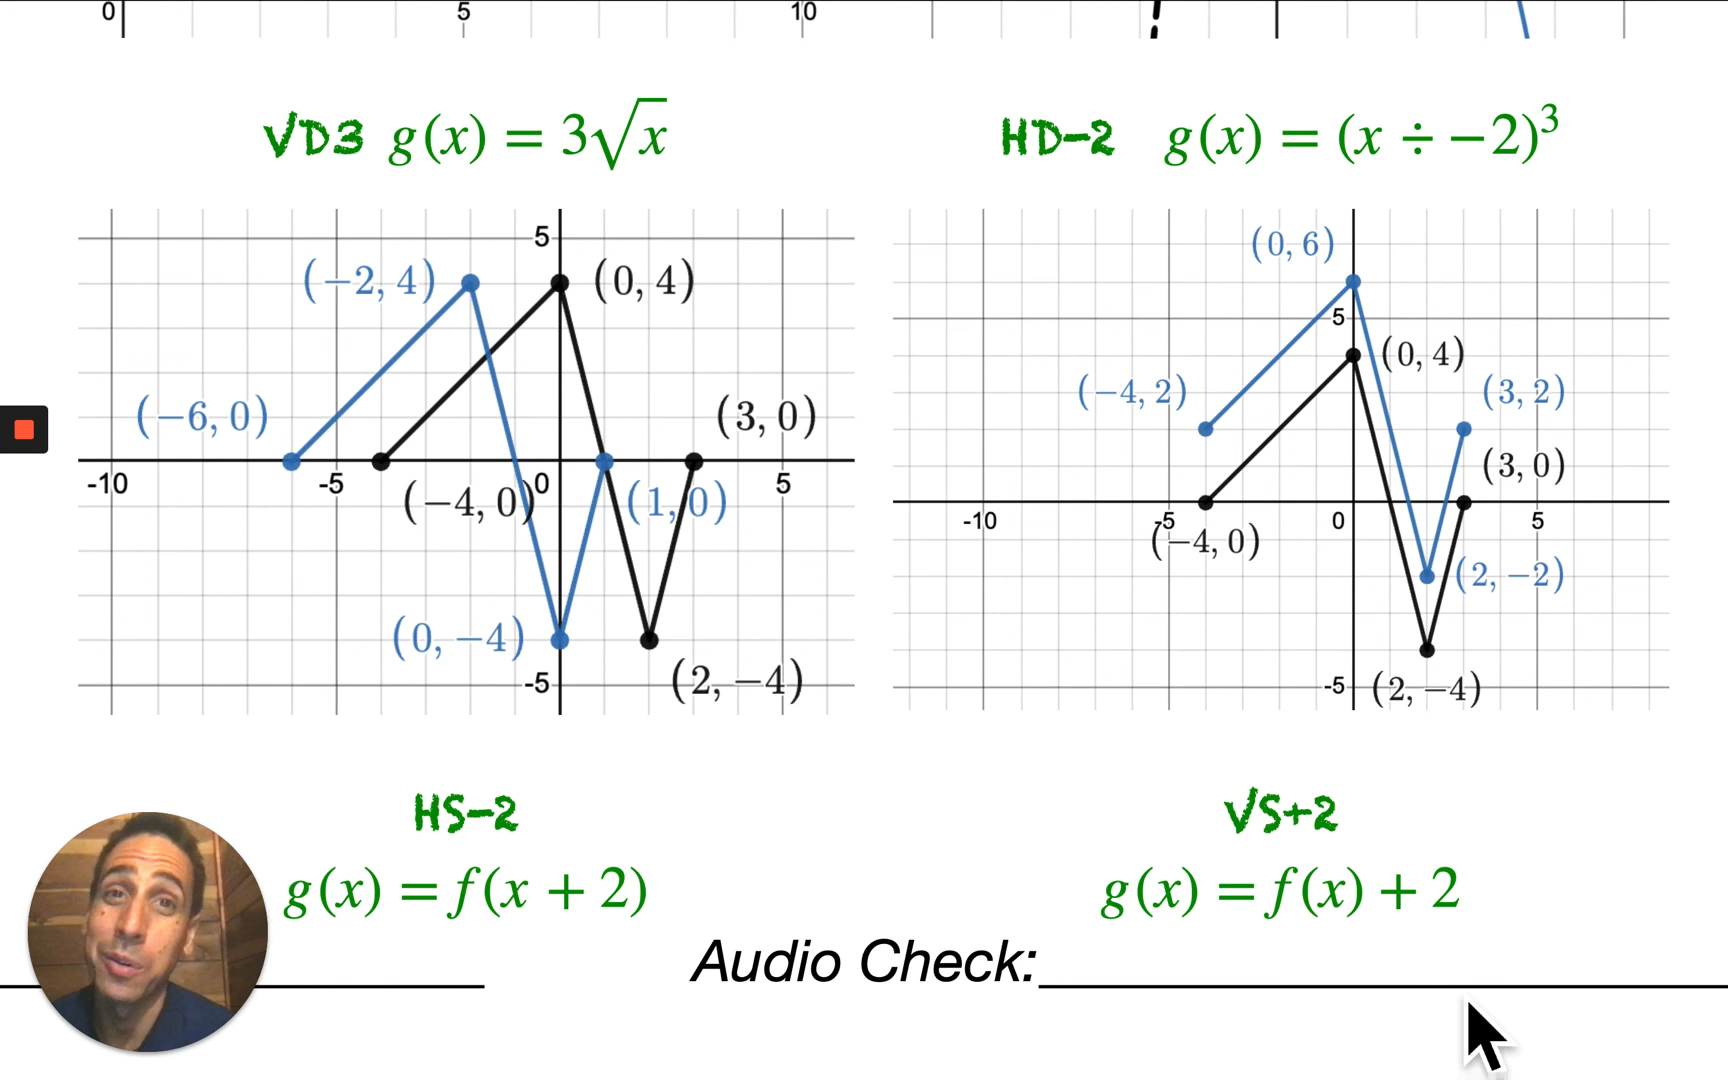 0 5 10
VD3 g(x) = 3√x
HD-2 g(x) = (x ÷ −2)³
5
(−2, 4) (0, 4)
(−6, 0) (3, 0)
-10 -5 0 5
(−4, 0) (1, 0)
(0, −4)
-5 (2, −4)
(0, 6)
5
(0, 4)
(−4, 2) (3, 2)
(3, 0)
-10 -5 0 5
(−4, 0)
(2, −2)
-5 (2, −4)
HS-2
g(x) = f(x + 2)
VS+2
g(x) = f(x) + 2
Audio Check: